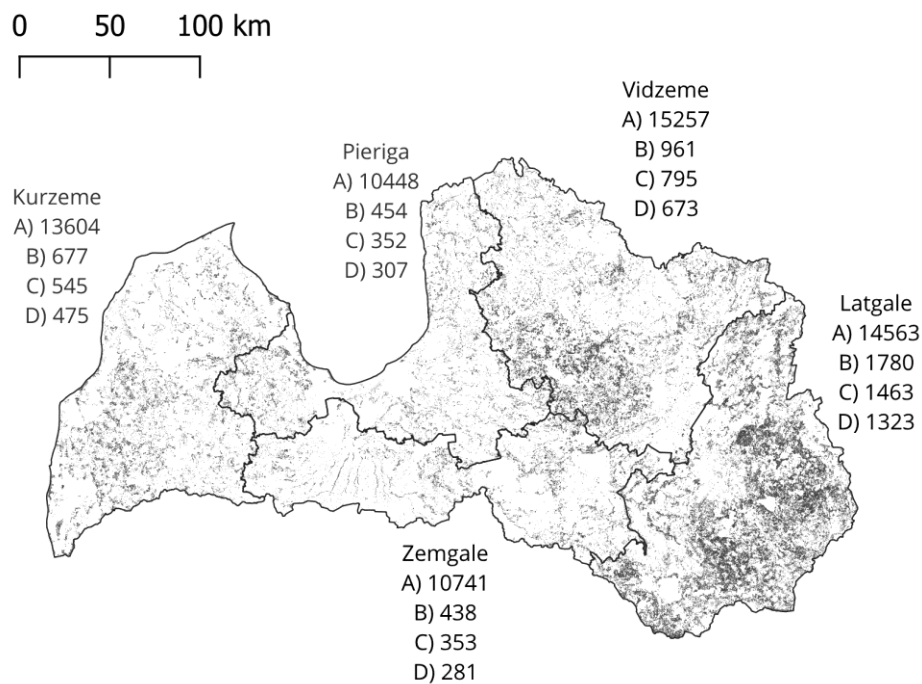 0 50 100 km
Vidzeme
A) 15257
B) 961
C) 795
D) 673
Pieriga
A) 10448
B) 454
C) 352
D) 307
Kurzeme
A) 13604
B) 677
C) 545
D) 475
Latgale
A) 14563
B) 1780
C) 1463
D) 1323
Zemgale
A) 10741
B) 438
C) 353
D) 281